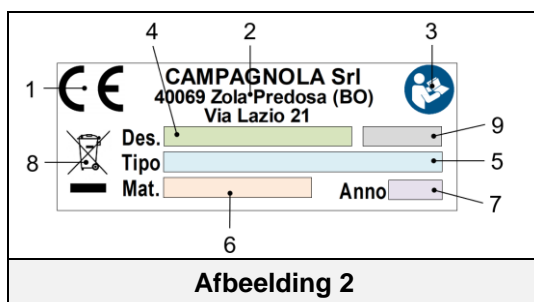 4 2 3
1 CE CAMPAGNOLA Srl
40069 Zola Predosa (BO)
Via Lazio 21
Des. 9
8 Tipo 5
Mat. Anno
6 7
Afbeelding 2